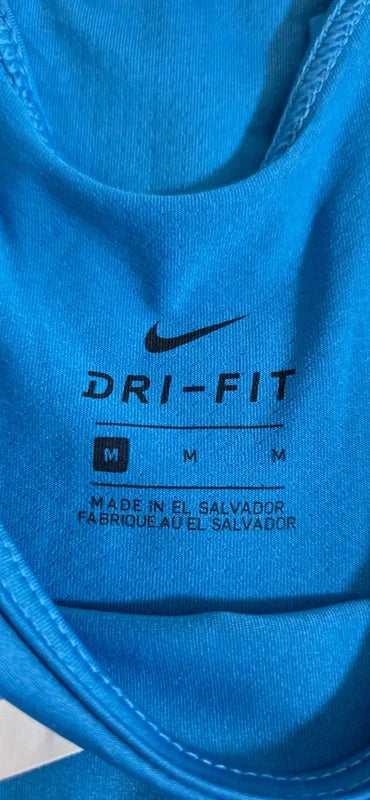 DRI-FIT
M M M
MADE IN EL SALVADOR
FABRIQUE AU EL SALVADOR